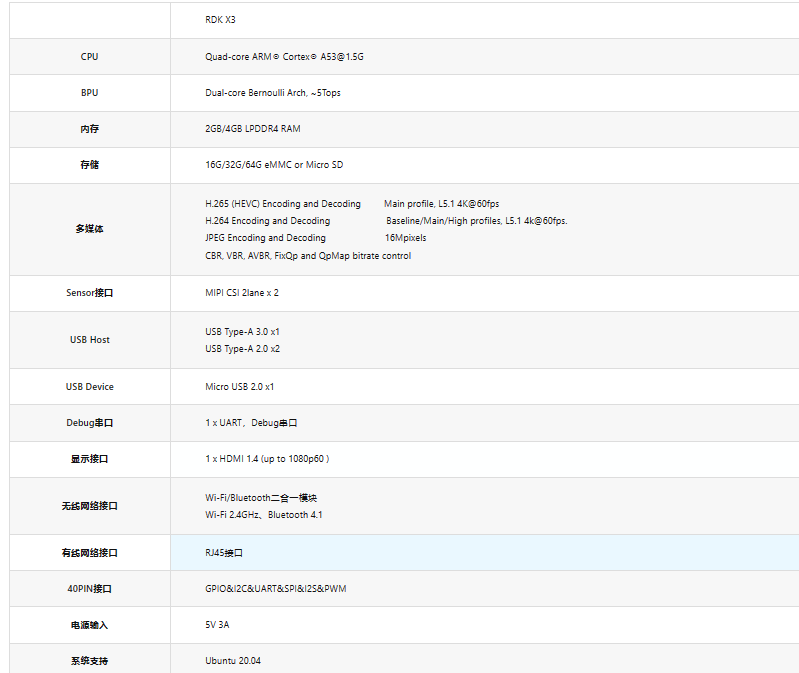 RDK X3
CPU Quad-core ARM® Cortex® A53@1.5G
BPU Dual-core Bernoulli Arch, ~5Tops
内存 2GB/4GB LPDDR4 RAM
存储 16G/32G/64G eMMC or Micro SD
多媒体
H.265 (HEVC) Encoding and Decoding Main profile, L5.1 4K@60fps
H.264 Encoding and Decoding Baseline/Main/High profiles, L5.1 4k@60fps.
JPEG Encoding and Decoding 16Mpixels
CBR, VBR, AVBR, FixQp and QpMap bitrate control
Sensor接口 MIPI CSI 2lane x 2
USB Host
USB Type-A 3.0 x1
USB Type-A 2.0 x2
USB Device Micro USB 2.0 x1
Debug串口 1 x UART，Debug串口
显示接口 1 x HDMI 1.4 (up to 1080p60 )
无线网络接口
Wi-Fi/Bluetooth二合一模块
Wi-Fi 2.4GHz、Bluetooth 4.1
有线网络接口 RJ45接口
40PIN接口 GPIO&I2C&UART&SPI&I2S&PWM
电源输入 5V 3A
系统支持 Ubuntu 20.04